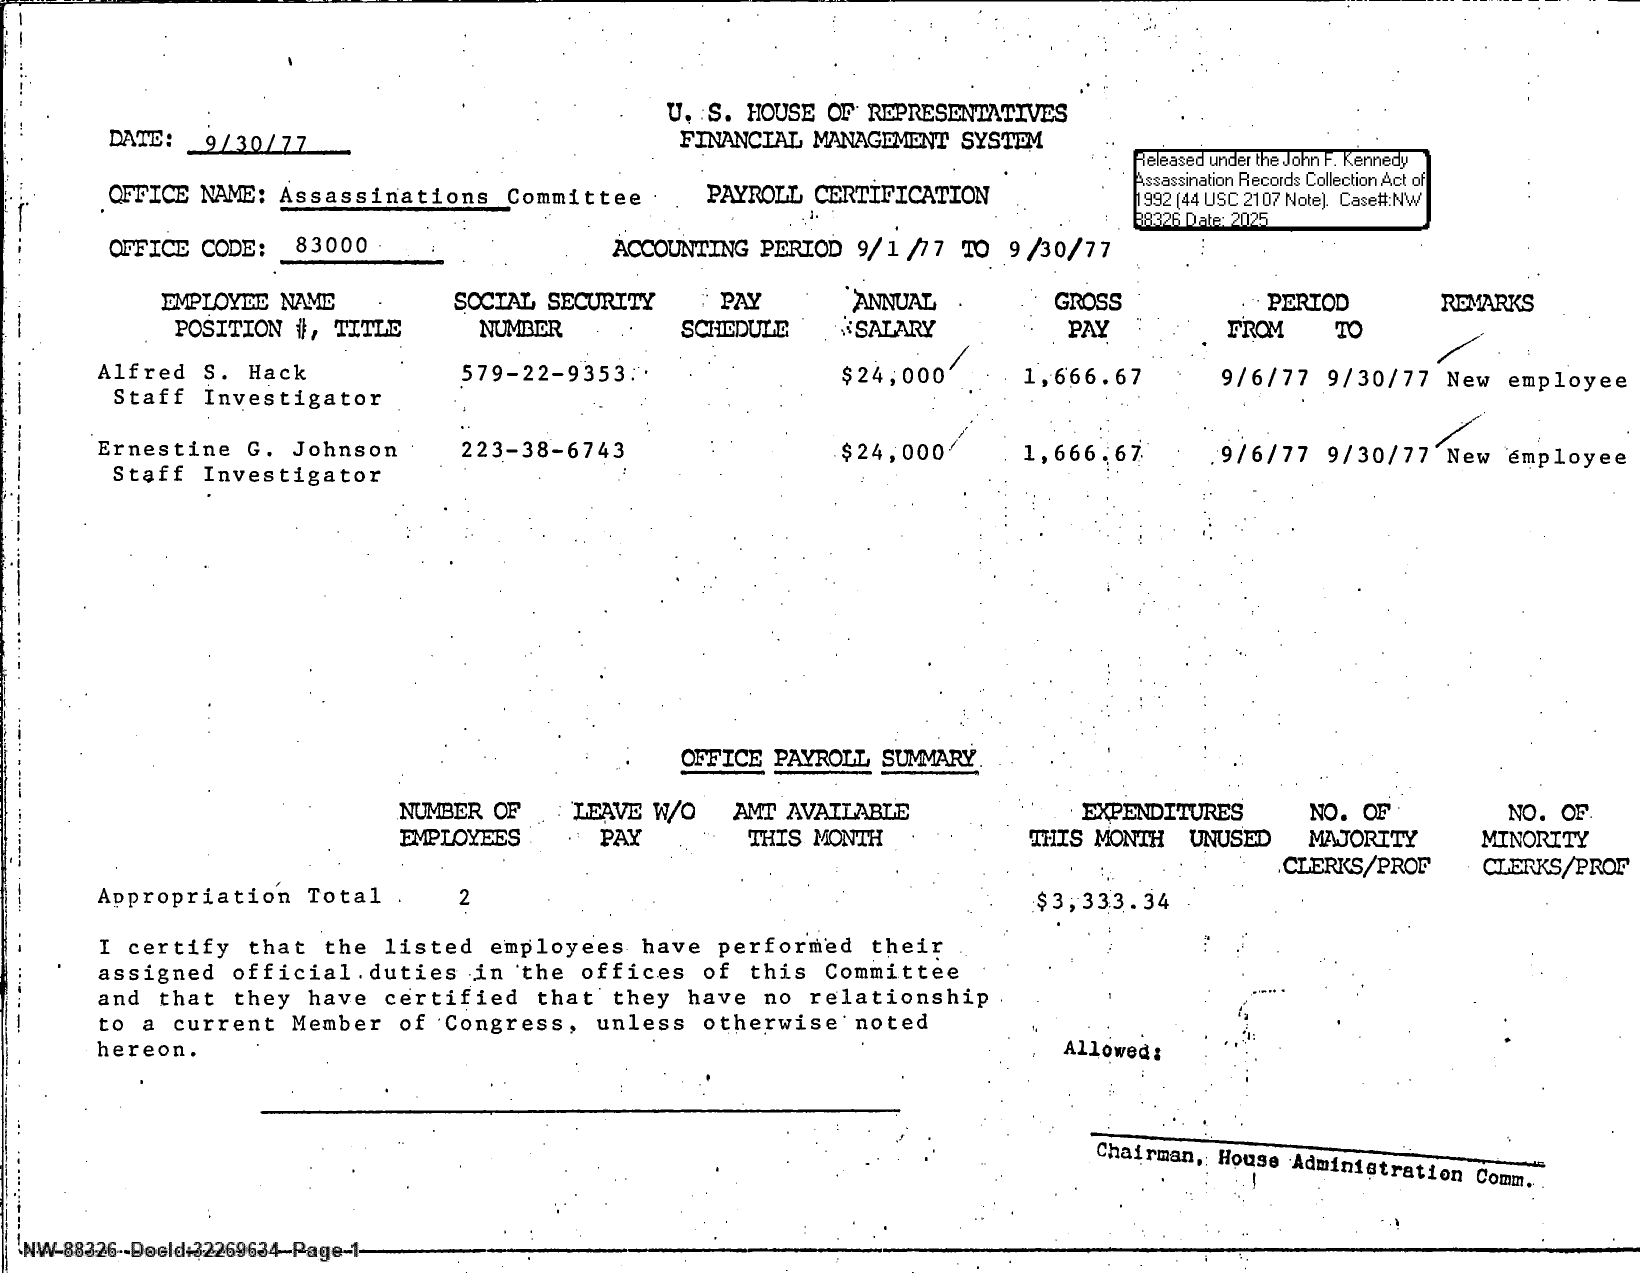 U. S. HOUSE OF REPRESENTATIVES
DATE: 9/30/77 FINANCIAL MANAGEMENT SYSTEM
Released under the John F. Kennedy
Assassination Records Collection Act of
1992 (44 USC 2107 Note). Case#:NW
88326 Date: 2025
OFFICE NAME: Assassinations Committee PAYROLL CERTIFICATION
OFFICE CODE: 83000 ACCOUNTING PERIOD 9/1/77 TO 9/30/77
EMPLOYEE NAME SOCIAL SECURITY PAY ANNUAL GROSS PERIOD REMARKS
POSITION #, TITLE NUMBER SCHEDULE SALARY PAY FROM TO
Alfred S. Hack 579-22-9353 $24,000 1,666.67 9/6/77 9/30/77 New employee
Staff Investigator
Ernestine G. Johnson 223-38-6743 $24,000 1,666.67 9/6/77 9/30/77 New employee
Staff Investigator
OFFICE PAYROLL SUMMARY
NUMBER OF LEAVE W/O AMT AVAILABLE EXPENDITURES NO. OF NO. OF
EMPLOYEES PAY THIS MONTH THIS MONTH UNUSED MAJORITY MINORITY
CLERKS/PROF CLERKS/PROF
Appropriation Total 2 $3,333.34
I certify that the listed employees have performed their
assigned official duties in the offices of this Committee
and that they have certified that they have no relationship
to a current Member of Congress, unless otherwise noted
hereon.
Allowed:
Chairman, House Administration Comm.
NW 88326 DocId:32269634 Page 1